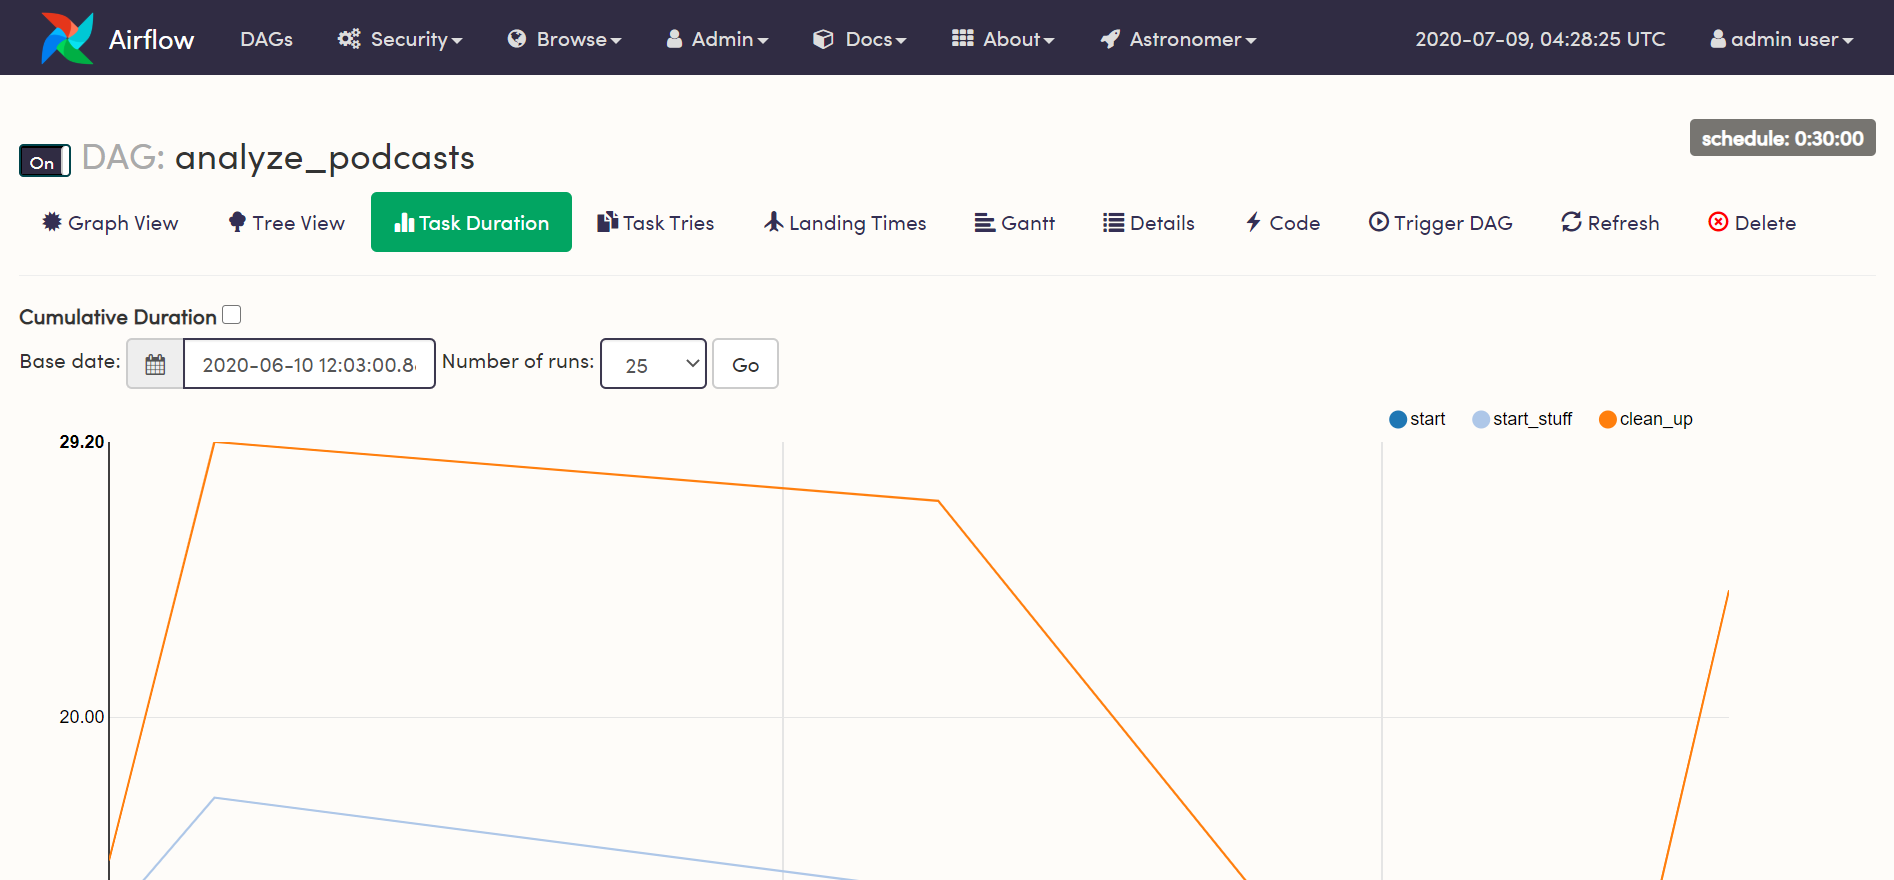 Airflow DAGs Security Browse Admin Docs About Astronomer 2020-07-09, 04:28:25 UTC admin user
schedule: 0:30:00
On DAG: analyze_podcasts
Graph View Tree View Task Duration Task Tries Landing Times Gantt Details Code Trigger DAG Refresh Delete
Cumulative Duration
Base date: 2020-06-10 12:03:00.8 Number of runs: 25 Go
start start_stuff clean_up
29.20
20.00